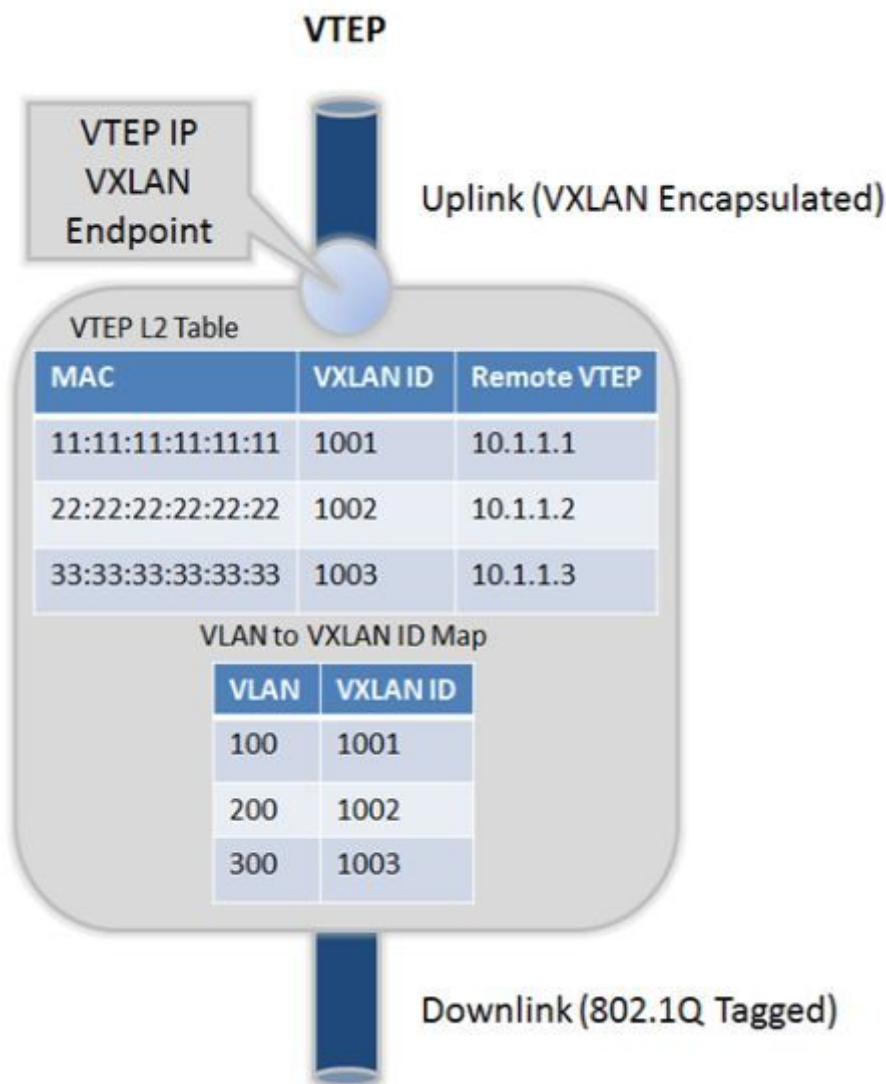 VTEP
VTEP IP
VXLAN
Endpoint
Uplink (VXLAN Encapsulated)
VTEP L2 Table
MAC VXLAN ID Remote VTEP
11:11:11:11:11:11 1001 10.1.1.1
22:22:22:22:22:22 1002 10.1.1.2
33:33:33:33:33:33 1003 10.1.1.3
VLAN to VXLAN ID Map
VLAN VXLAN ID
100 1001
200 1002
300 1003
Downlink (802.1Q Tagged)